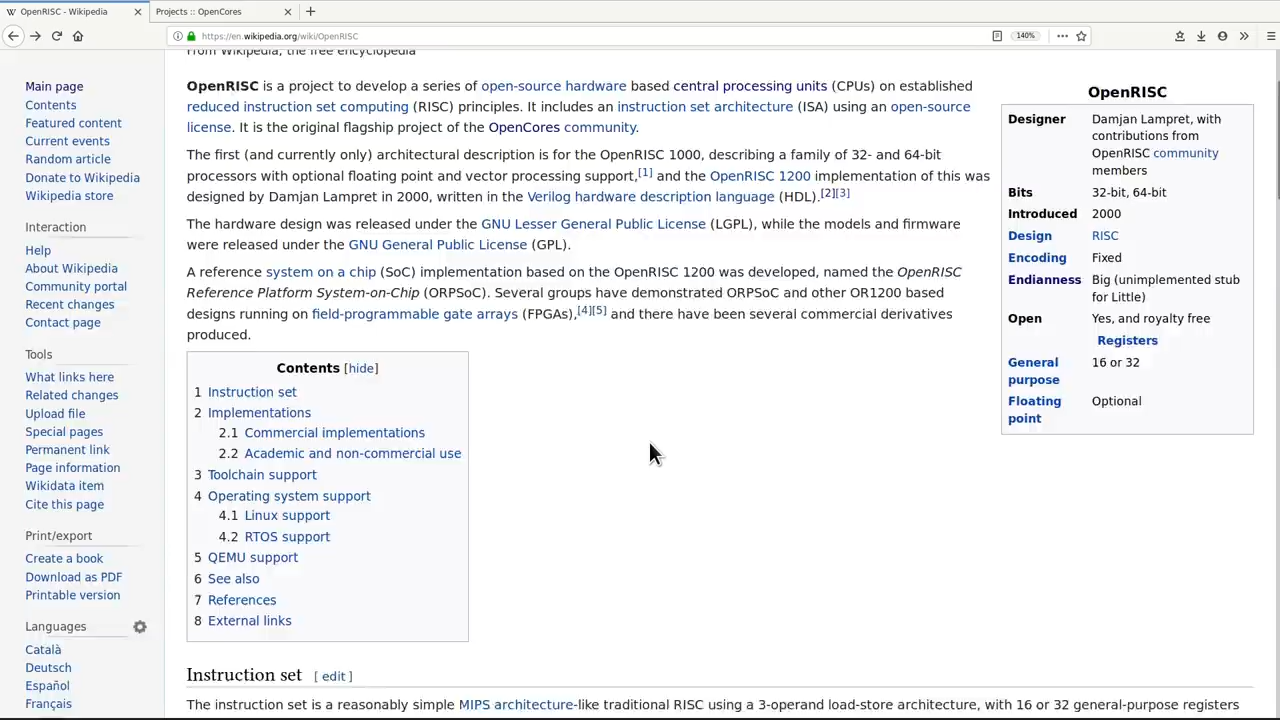 OpenRISC - Wikipedia
Projects :: OpenCores
https://en.wikipedia.org/wiki/OpenRISC
140%
From Wikipedia, the free encyclopedia
Main page
Contents
Featured content
Current events
Random article
Donate to Wikipedia
Wikipedia store
Interaction
Help
About Wikipedia
Community portal
Recent changes
Contact page
Tools
What links here
Related changes
Upload file
Special pages
Permanent link
Page information
Wikidata item
Cite this page
Print/export
Create a book
Download as PDF
Printable version
Languages
Català
Deutsch
Español
Français
OpenRISC is a project to develop a series of open-source hardware based central processing units (CPUs) on established
reduced instruction set computing (RISC) principles. It includes an instruction set architecture (ISA) using an open-source
license. It is the original flagship project of the OpenCores community.
The first (and currently only) architectural description is for the OpenRISC 1000, describing a family of 32- and 64-bit
processors with optional floating point and vector processing support,[1] and the OpenRISC 1200 implementation of this was
designed by Damjan Lampret in 2000, written in the Verilog hardware description language (HDL).[2][3]
The hardware design was released under the GNU Lesser General Public License (LGPL), while the models and firmware
were released under the GNU General Public License (GPL).
A reference system on a chip (SoC) implementation based on the OpenRISC 1200 was developed, named the OpenRISC
Reference Platform System-on-Chip (ORPSoC). Several groups have demonstrated ORPSoC and other OR1200 based
designs running on field-programmable gate arrays (FPGAs),[4][5] and there have been several commercial derivatives
produced.
Contents [hide]
1 Instruction set
2 Implementations
2.1 Commercial implementations
2.2 Academic and non-commercial use
3 Toolchain support
4 Operating system support
4.1 Linux support
4.2 RTOS support
5 QEMU support
6 See also
7 References
8 External links
Instruction set [ edit ]
The instruction set is a reasonably simple MIPS architecture-like traditional RISC using a 3-operand load-store architecture, with 16 or 32 general-purpose registers
OpenRISC
Designer Damjan Lampret, with
contributions from
OpenRISC community
members
Bits 32-bit, 64-bit
Introduced 2000
Design RISC
Encoding Fixed
Endianness Big (unimplemented stub
for Little)
Open Yes, and royalty free
Registers
General 16 or 32
purpose
Floating Optional
point